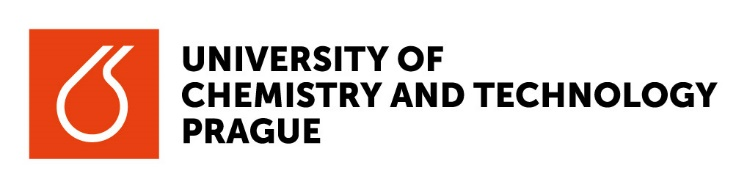 UNIVERSITY OF
CHEMISTRY AND TECHNOLOGY
PRAGUE